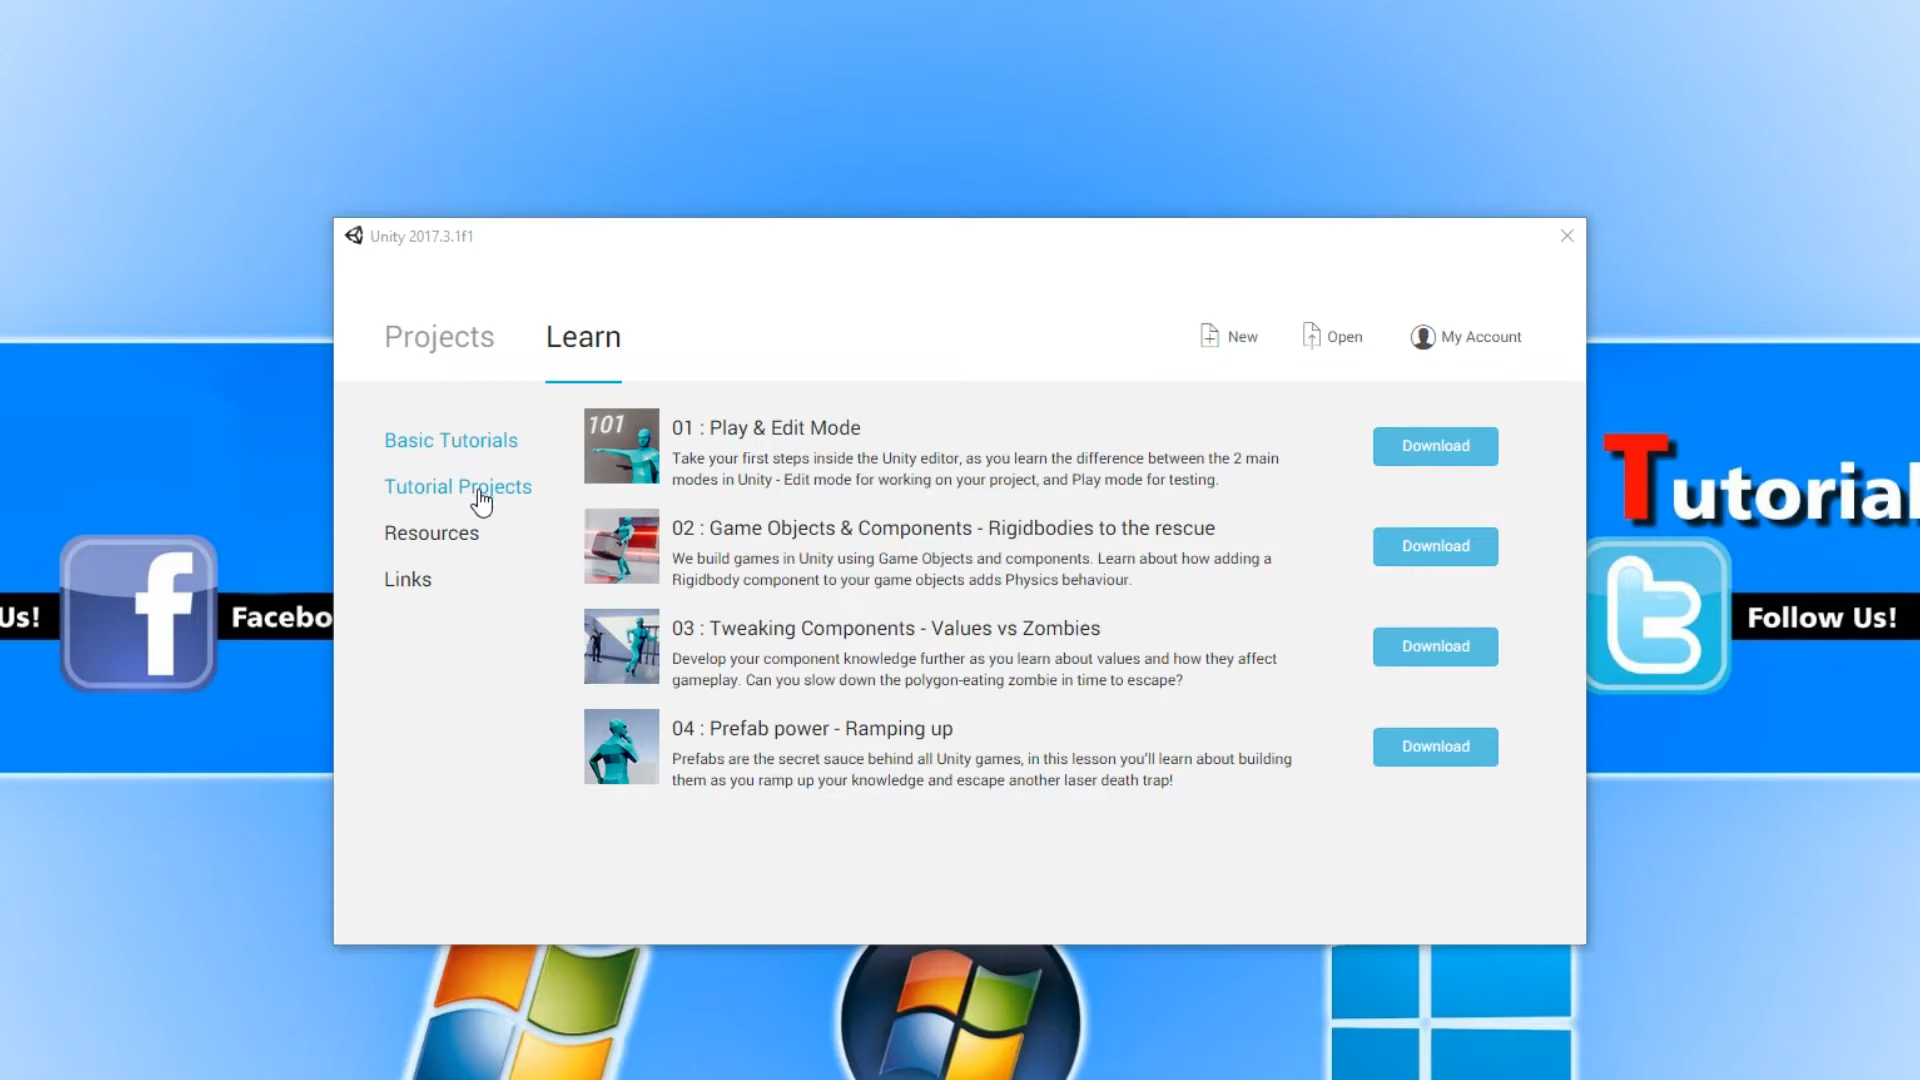 Unity 2017.3.1f1
Projects
Learn
New
Open
My Account
Basic Tutorials
Tutorial Projects
Resources
Links
101
01 : Play & Edit Mode
Take your first steps inside the Unity editor, as you learn the difference between the 2 main
modes in Unity - Edit mode for working on your project, and Play mode for testing.
Download
02 : Game Objects & Components - Rigidbodies to the rescue
We build games in Unity using Game Objects and components. Learn about how adding a
Rigidbody component to your game objects adds Physics behaviour.
Download
03 : Tweaking Components - Values vs Zombies
Develop your component knowledge further as you learn about values and how they affect
gameplay. Can you slow down the polygon-eating zombie in time to escape?
Download
04 : Prefab power - Ramping up
Prefabs are the secret sauce behind all Unity games, in this lesson you'll learn about building
them as you ramp up your knowledge and escape another laser death trap!
Download
Us!
f
Facebo
Tutorial
t
Follow Us!